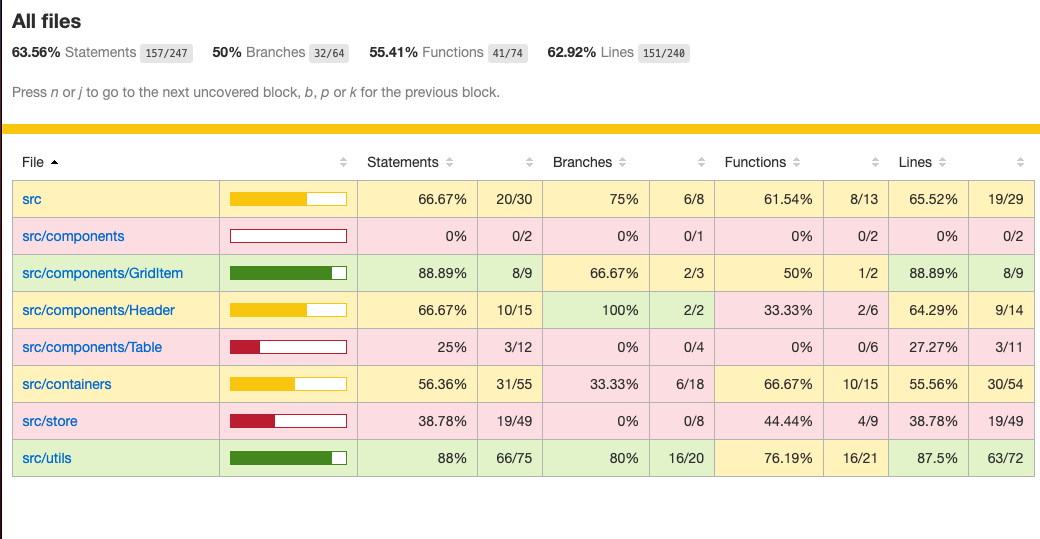 All files
63.56% Statements 157/247 50% Branches 32/64 55.41% Functions 41/74 62.92% Lines 151/240
Press n or j to go to the next uncovered block, b, p or k for the previous block.
File Statements Branches Functions Lines
src 66.67% 20/30 75% 6/8 61.54% 8/13 65.52% 19/29
src/components 0% 0/2 0% 0/1 0% 0/2 0% 0/2
src/components/GridItem 88.89% 8/9 66.67% 2/3 50% 1/2 88.89% 8/9
src/components/Header 66.67% 10/15 100% 2/2 33.33% 2/6 64.29% 9/14
src/components/Table 25% 3/12 0% 0/4 0% 0/6 27.27% 3/11
src/containers 56.36% 31/55 33.33% 6/18 66.67% 10/15 55.56% 30/54
src/store 38.78% 19/49 0% 0/8 44.44% 4/9 38.78% 19/49
src/utils 88% 66/75 80% 16/20 76.19% 16/21 87.5% 63/72